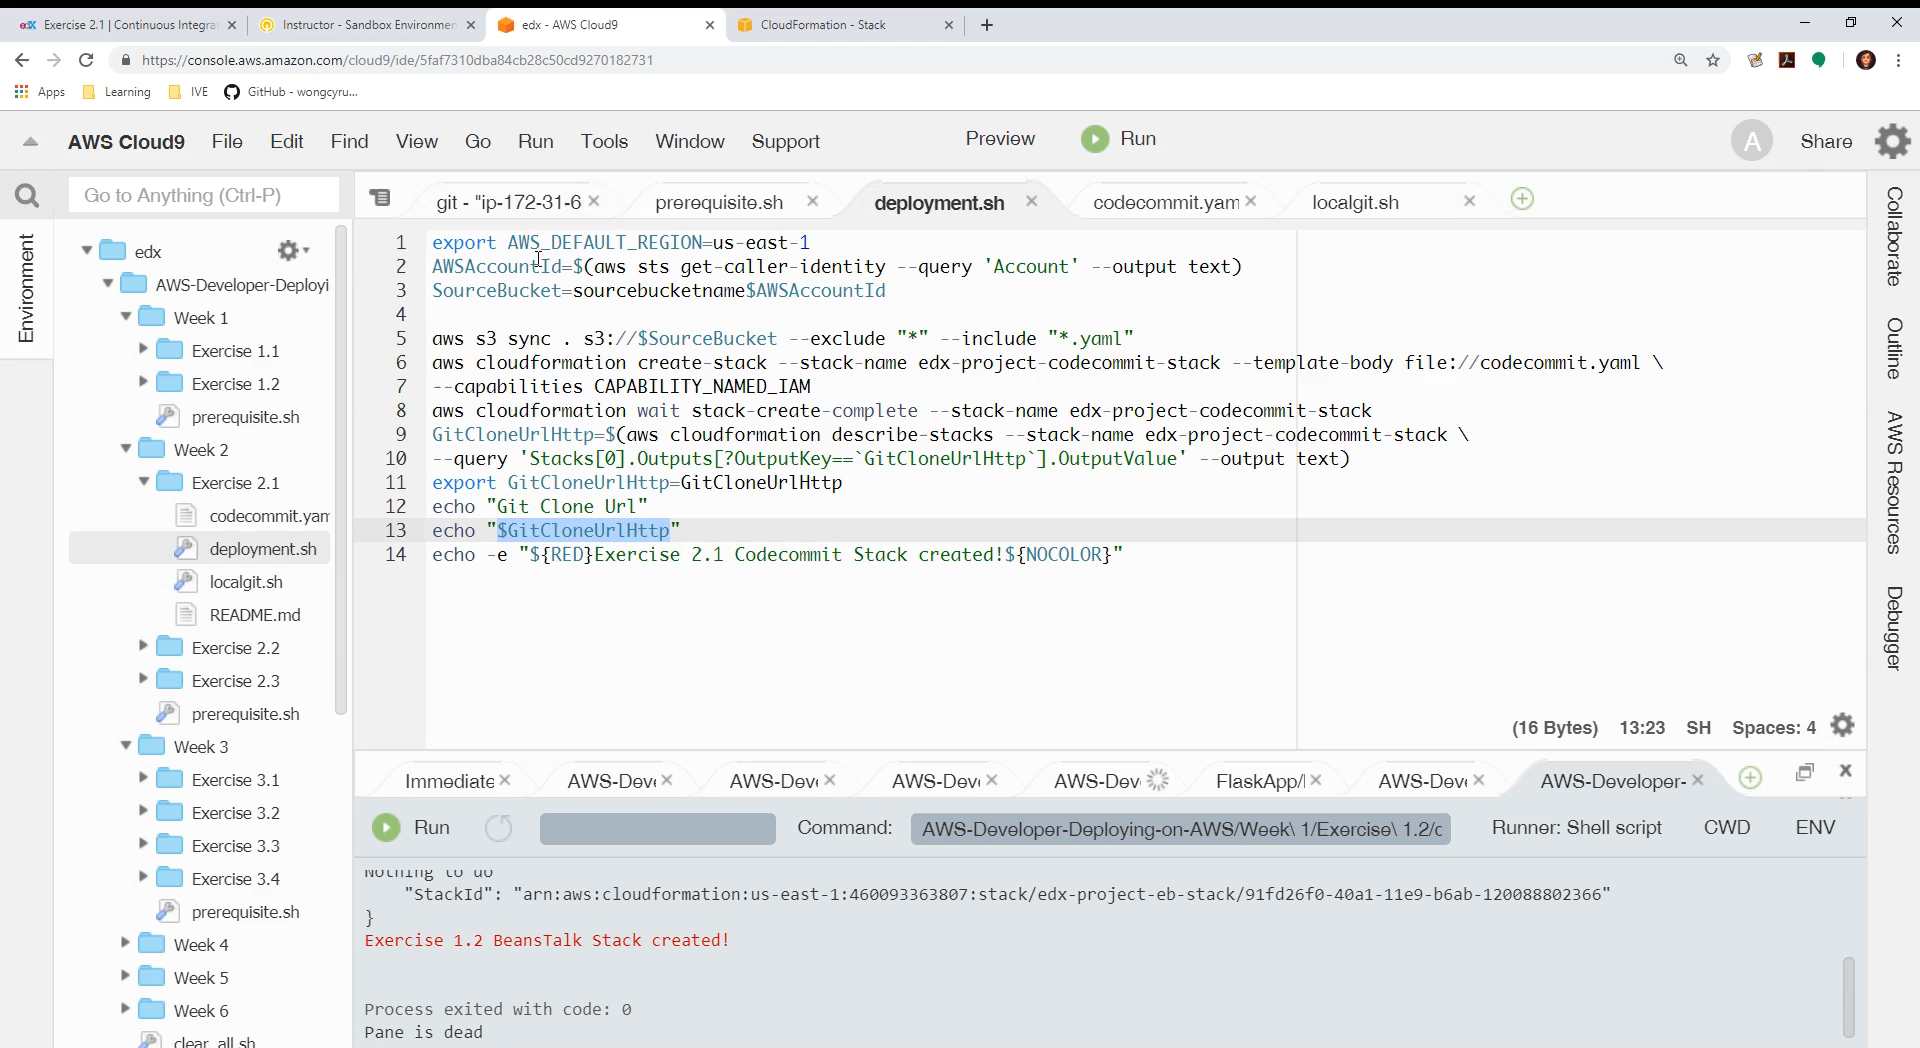 Exercise 2.1 | Continuous Integra
Instructor - Sandbox Environmen
edx - AWS Cloud9
CloudFormation - Stack
https://console.aws.amazon.com/cloud9/ide/5faf7310dba84cb28c50cd9270182731
Apps
Learning
IVE
GitHub - wongcyru...
AWS Cloud9 File Edit Find View Go Run Tools Window Support Preview Run
A
Share
Go to Anything (Ctrl-P)
git - "ip-172-31-6
prerequisite.sh
deployment.sh
codecommit.yam
localgit.sh
Environment
edx
AWS-Developer-Deployi
Week 1
Exercise 1.1
Exercise 1.2
prerequisite.sh
Week 2
Exercise 2.1
codecommit.yam
deployment.sh
localgit.sh
README.md
Exercise 2.2
Exercise 2.3
prerequisite.sh
Week 3
Exercise 3.1
Exercise 3.2
Exercise 3.3
Exercise 3.4
prerequisite.sh
Week 4
Week 5
Week 6
clear_all.sh
1 export AWS_DEFAULT_REGION=us-east-1
2 AWSAccountId=$(aws sts get-caller-identity --query 'Account' --output text)
3 SourceBucket=sourcebucketname$AWSAccountId
4
5 aws s3 sync . s3://$SourceBucket --exclude "*" --include "*.yaml"
6 aws cloudformation create-stack --stack-name edx-project-codecommit-stack --template-body file://codecommit.yaml \
7 --capabilities CAPABILITY_NAMED_IAM
8 aws cloudformation wait stack-create-complete --stack-name edx-project-codecommit-stack
9 GitCloneUrlHttp=$(aws cloudformation describe-stacks --stack-name edx-project-codecommit-stack \
10 --query 'Stacks[0].Outputs[?OutputKey==`GitCloneUrlHttp`].OutputValue' --output text)
11 export GitCloneUrlHttp=GitCloneUrlHttp
12 echo "Git Clone Url"
13 echo "$GitCloneUrlHttp"
14 echo -e "${RED}Exercise 2.1 Codecommit Stack created!${NOCOLOR}"
(16 Bytes) 13:23 SH Spaces: 4
Collaborate
Outline
AWS Resources
Debugger
Immediate
AWS-Deve
AWS-Deve
AWS-Deve
AWS-Dev
FlaskApp/
AWS-Deve
AWS-Developer-
Run
Command:
AWS-Developer-Deploying-on-AWS/Week\ 1/Exercise\ 1.2/c
Runner: Shell script
CWD
ENV
Nothing to do
"StackId": "arn:aws:cloudformation:us-east-1:460093363807:stack/edx-project-eb-stack/91fd26f0-40a1-11e9-b6ab-120088802366"
}
Exercise 1.2 BeansTalk Stack created!
Process exited with code: 0
Pane is dead